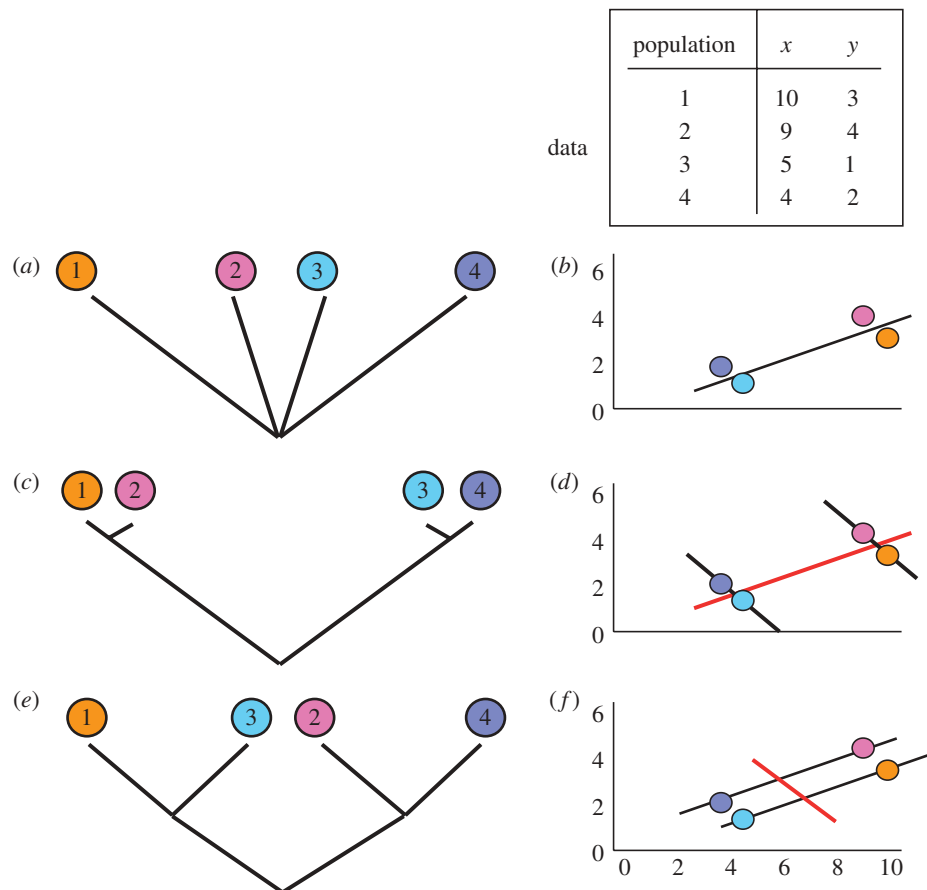 population x y
1 10 3
2 9 4
data
3 5 1
4 4 2
(a) 1 2 3 4
(b) 6
4
2
0
(c) 1 2 3 4
(d) 6
4
2
0
(e) 1 3 2 4
(f) 6
4
2
0
0 2 4 6 8 10